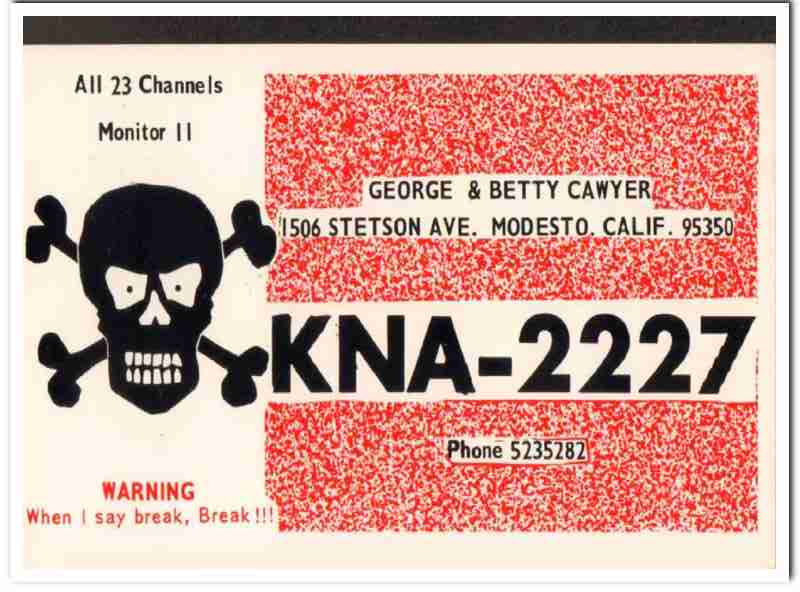 All 23 Channels
Monitor 11
GEORGE & BETTY CAWYER
1506 STETSON AVE. MODESTO. CALIF. 95350
KNA-2227
Phone 5235282
WARNING
When I say break, Break!!!